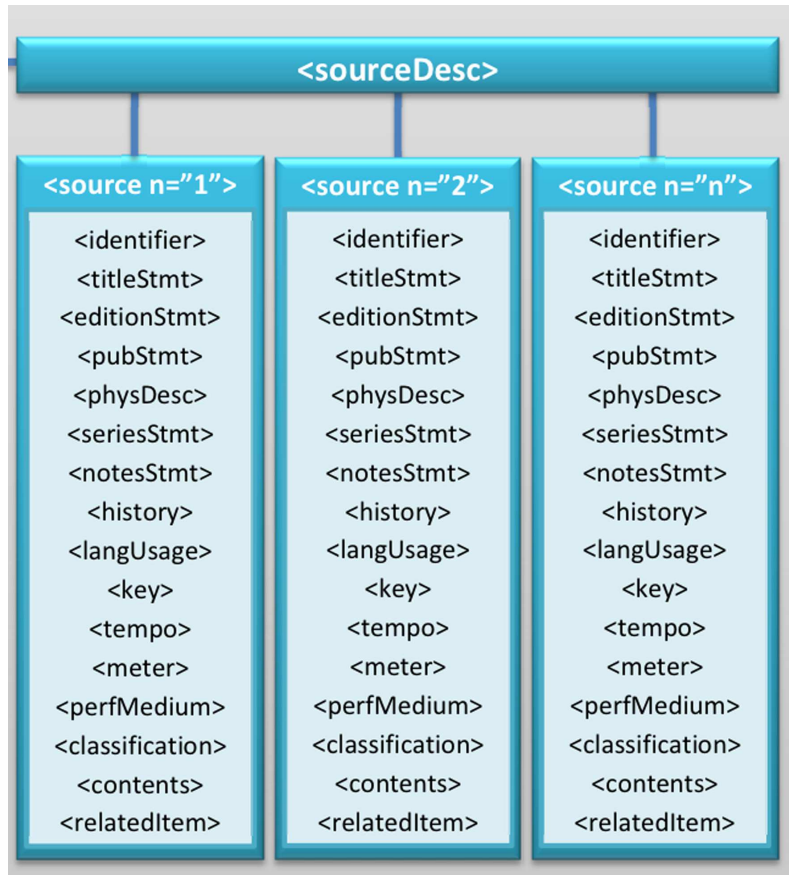 <sourceDesc>
<source n=”1”>
<identifier>
<titleStmt>
<editionStmt>
<pubStmt>
<physDesc>
<seriesStmt>
<notesStmt>
<history>
<langUsage>
<key>
<tempo>
<meter>
<perfMedium>
<classification>
<contents>
<relatedItem>
<source n=”2”>
<identifier>
<titleStmt>
<editionStmt>
<pubStmt>
<physDesc>
<seriesStmt>
<notesStmt>
<history>
<langUsage>
<key>
<tempo>
<meter>
<perfMedium>
<classification>
<contents>
<relatedItem>
<source n=”n”>
<identifier>
<titleStmt>
<editionStmt>
<pubStmt>
<physDesc>
<seriesStmt>
<notesStmt>
<history>
<langUsage>
<key>
<tempo>
<meter>
<perfMedium>
<classification>
<contents>
<relatedItem>